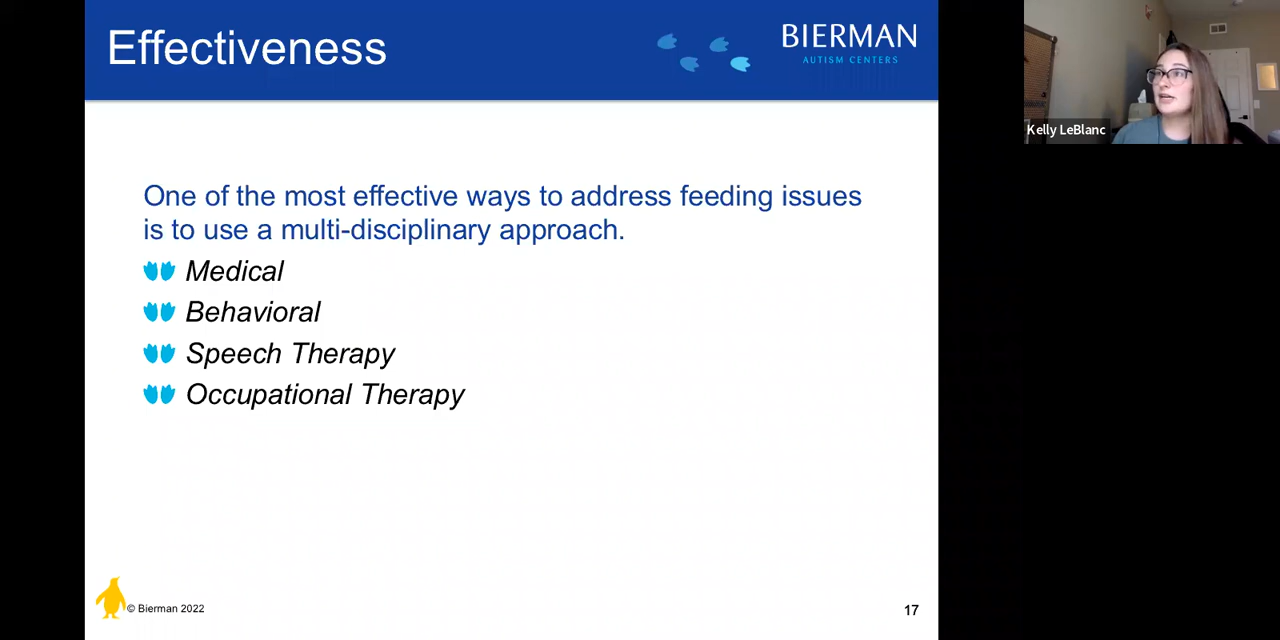 Effectiveness
BIERMAN
AUTISM CENTERS
Kelly LeBlanc
One of the most effective ways to address feeding issues
is to use a multi-disciplinary approach.
Medical
Behavioral
Speech Therapy
Occupational Therapy
© Bierman 2022
17